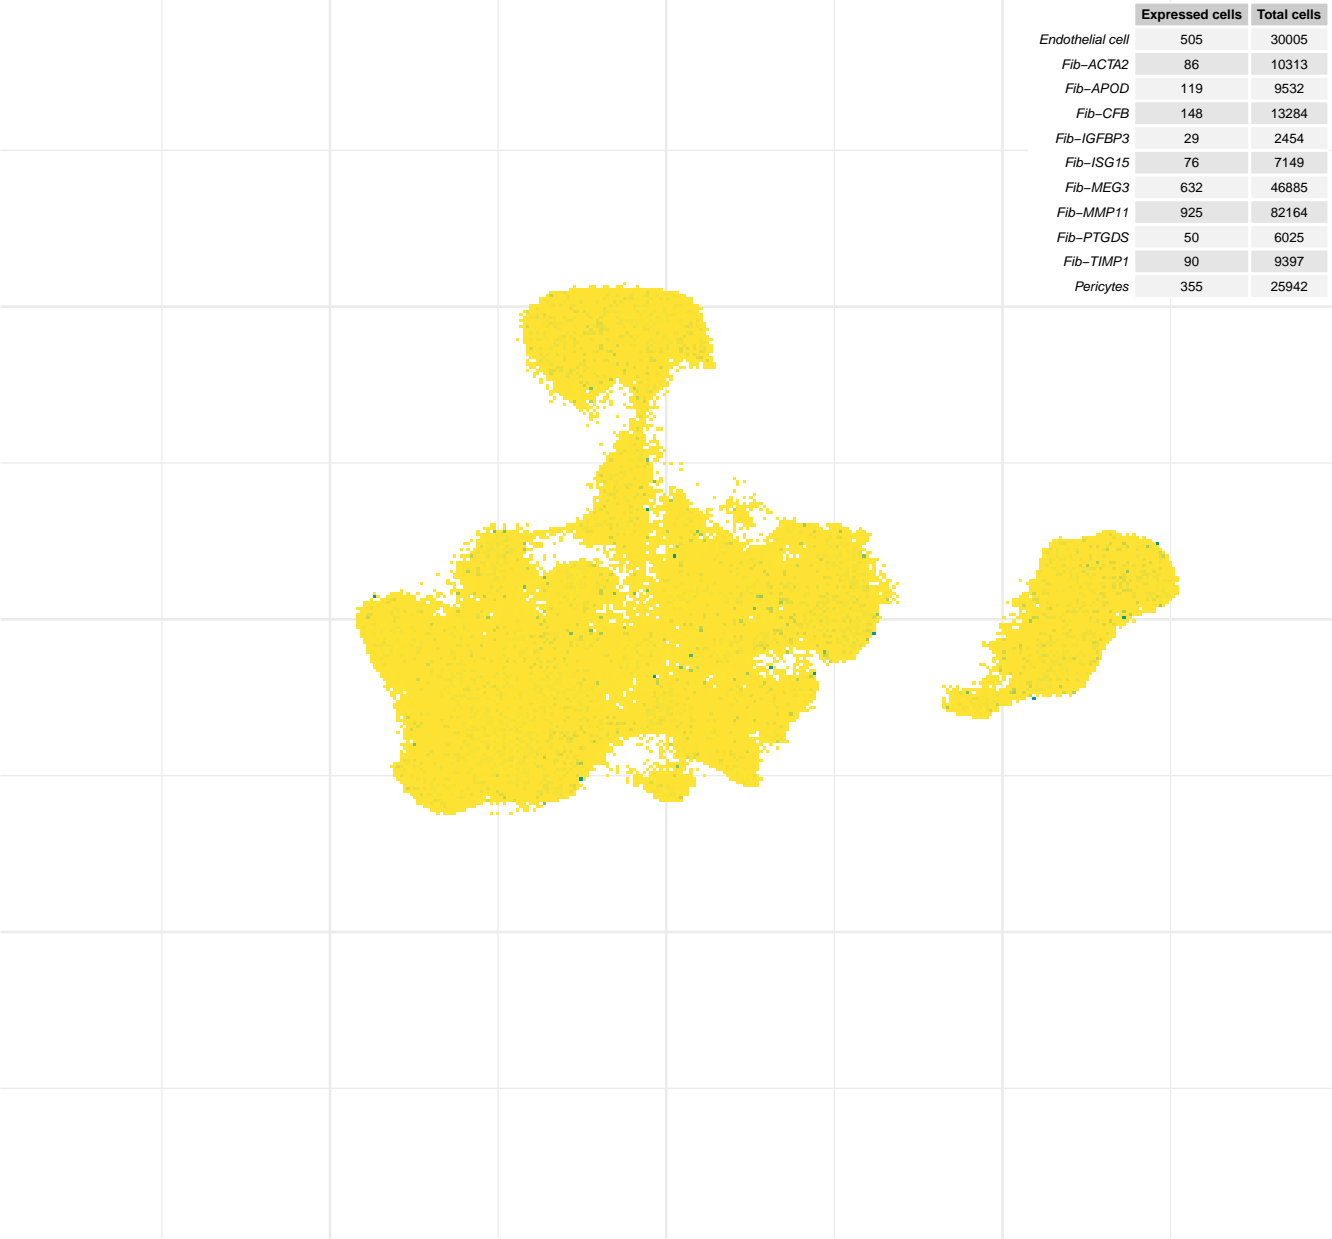 Expressed cells Total cells
Endothelial cell 505 30005
Fib−ACTA2 86 10313
Fib−APOD 119 9532
Fib−CFB 148 13284
Fib−IGFBP3 29 2454
Fib−ISG15 76 7149
Fib−MEG3 632 46885
Fib−MMP11 925 82164
Fib−PTGDS 50 6025
Fib−TIMP1 90 9397
Pericytes 355 25942